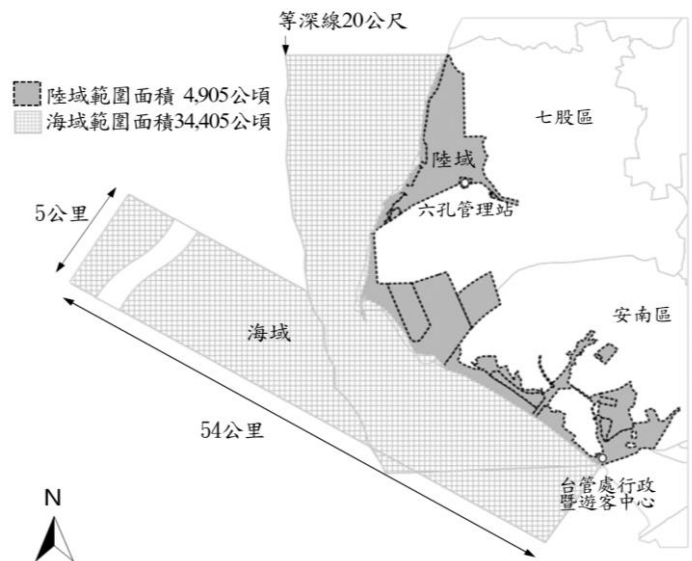 等深線20公尺
陸域範圍面積 4,905公頃
海域範圍面積34,405公頃
七股區
陸域
六孔管理站
5公里
安南區
海域
54公里
台管處行政
暨遊客中心
N